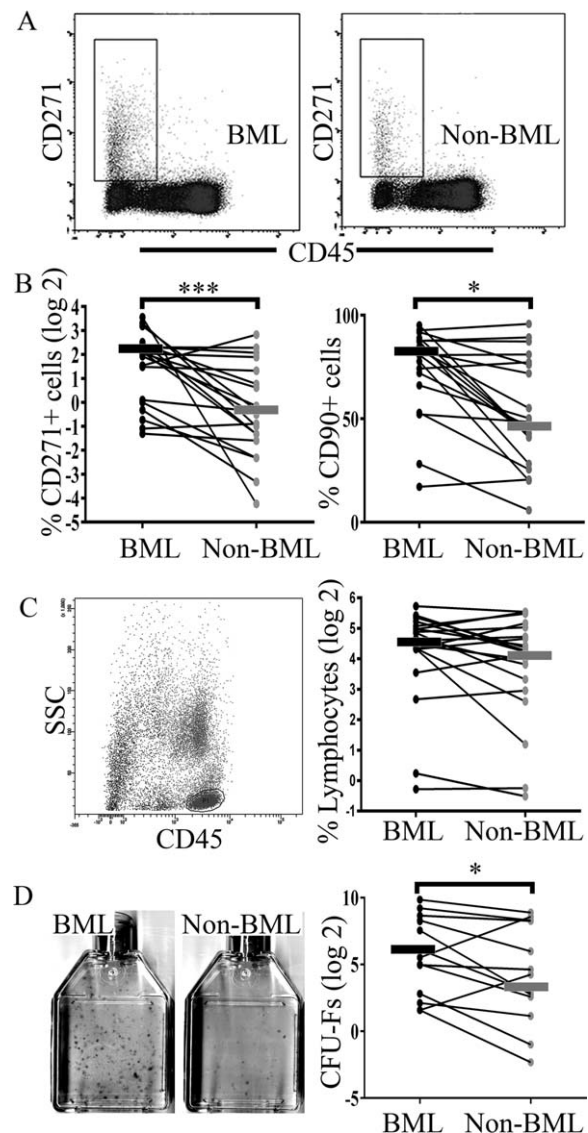 A
CD271
BML
CD271
Non-BML
CD45
B
% CD271+ cells (log 2)
4
3
2
1
0
-1
-2
-3
-4
-5
***
BML
Non-BML
% CD90+ cells
100
50
0
*
BML
Non-BML
C
SSC
CD45
% Lymphocytes (log 2)
6
5
4
3
2
1
0
-1
BML
Non-BML
D
BML
Non-BML
CFU-Fs (log 2)
10
5
0
-5
*
BML
Non-BML